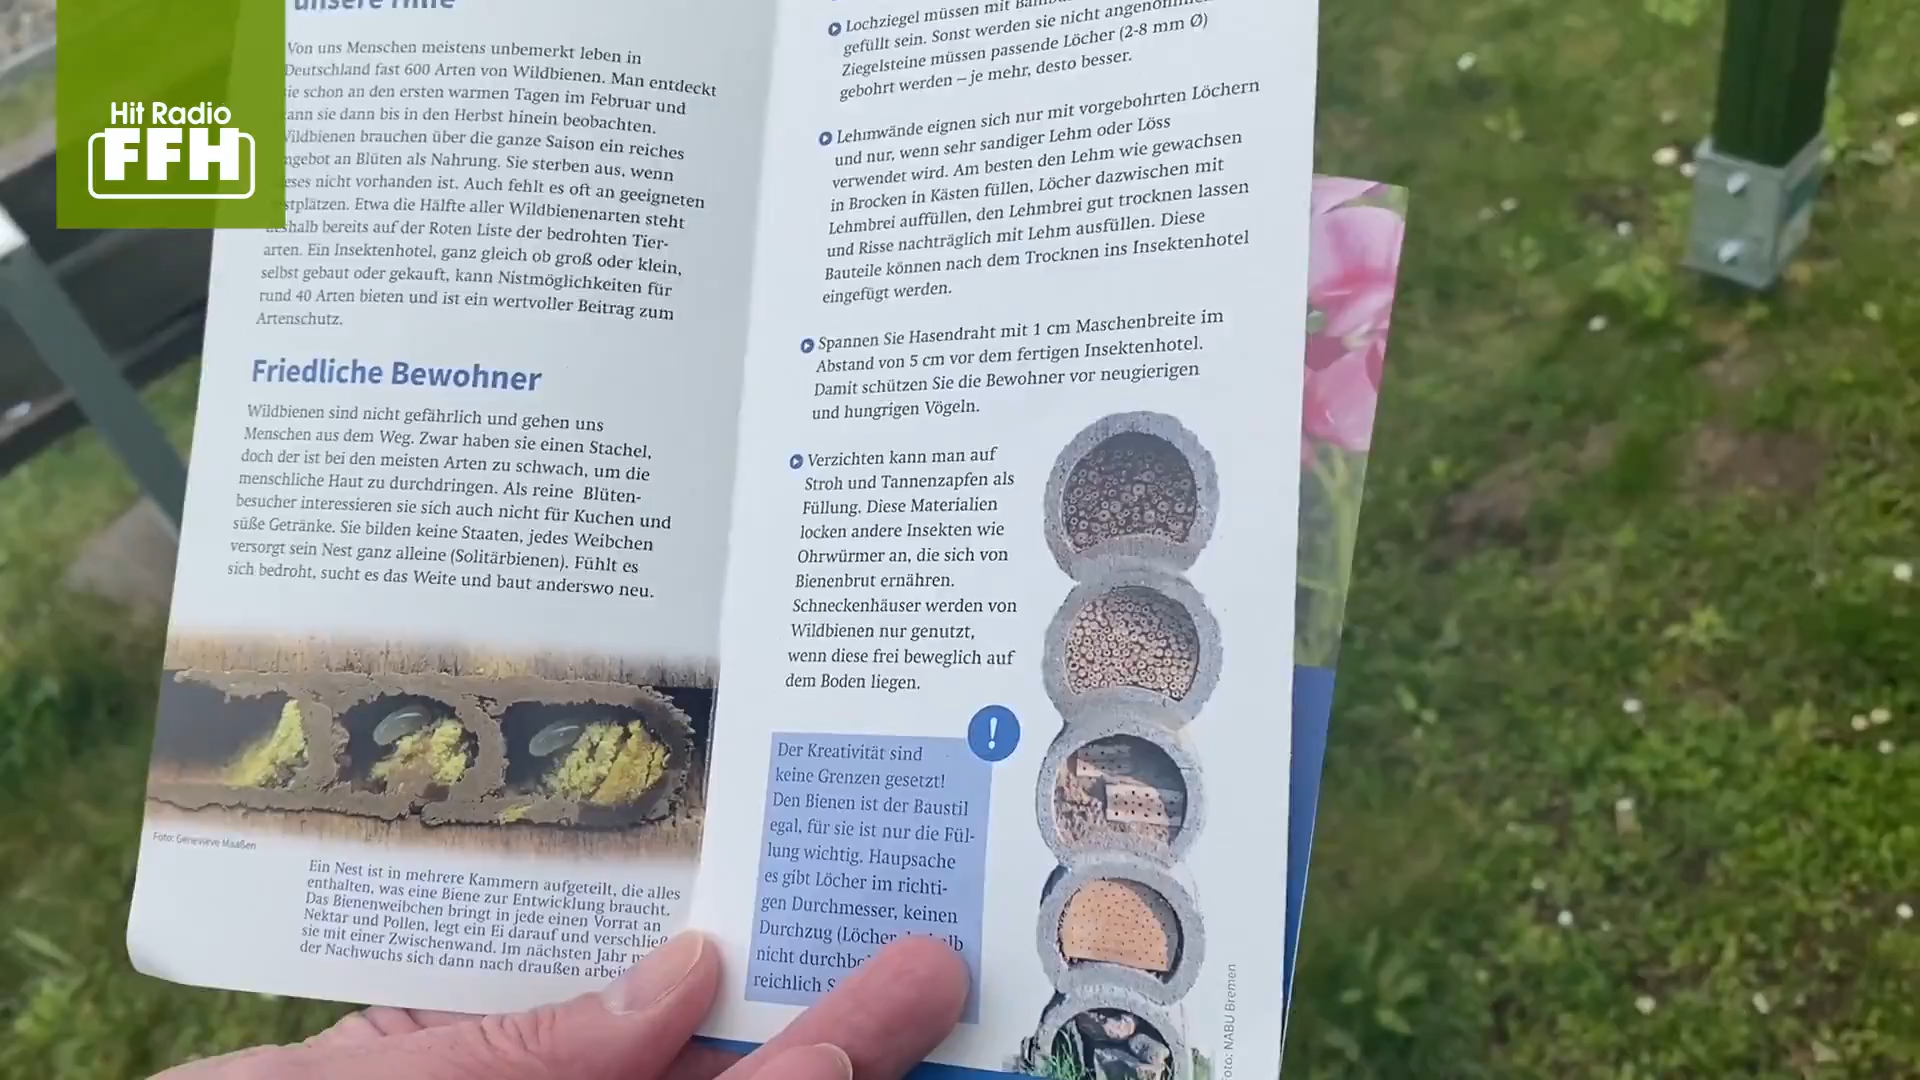 Hit Radio
FFH
unsere Hilfe
Von uns Menschen meistens unbemerkt leben in
Deutschland fast 600 Arten von Wildbienen. Man entdeckt
sie schon an den ersten warmen Tagen im Februar und
kann sie dann bis in den Herbst hinein beobachten.
Wildbienen brauchen über die ganze Saison ein reiches
Angebot an Blüten als Nahrung. Sie sterben aus, wenn
dieses nicht vorhanden ist. Auch fehlt es oft an geeigneten
Nistplätzen. Etwa die Hälfte aller Wildbienenarten steht
deshalb bereits auf der Roten Liste der bedrohten Tier-
arten. Ein Insektenhotel, ganz gleich ob groß oder klein,
selbst gebaut oder gekauft, kann Nistmöglichkeiten für
rund 40 Arten bieten und ist ein wertvoller Beitrag zum
Artenschutz.
Friedliche Bewohner
Wildbienen sind nicht gefährlich und gehen uns
Menschen aus dem Weg. Zwar haben sie einen Stachel,
doch der ist bei den meisten Arten zu schwach, um die
menschliche Haut zu durchdringen. Als reine Blüten-
besucher interessieren sie sich auch nicht für Kuchen und
süße Getränke. Sie bilden keine Staaten, jedes Weibchen
versorgt sein Nest ganz alleine (Solitärbienen). Fühlt es
sich bedroht, sucht es das Weite und baut anderswo neu.
Foto: Genevieve Maaßen
Ein Nest ist in mehrere Kammern aufgeteilt, die alles
enthalten, was eine Biene zur Entwicklung braucht.
Das Bienenweibchen bringt in jede einen Vorrat an
Nektar und Pollen, legt ein Ei darauf und verschließ
sie mit einer Zwischenwand. Im nächsten Jahr
der Nachwuchs sich dann nach draußen arbei
Lochziegel müssen mit
gefüllt sein. Sonst werden sie nicht angenommen.
Ziegelsteine müssen passende Löcher (2-8 mm Ø)
gebohrt werden – je mehr, desto besser.
Lehmwände eignen sich nur mit vorgebohrten Löchern
und nur, wenn sehr sandiger Lehm oder Löss
verwendet wird. Am besten den Lehm wie gewachsen
in Brocken in Kästen füllen, Löcher dazwischen mit
Lehmbrei auffüllen, den Lehmbrei gut trocknen lassen
und Risse nachträglich mit Lehm ausfüllen. Diese
Bauteile können nach dem Trocknen ins Insektenhotel
eingefügt werden.
Spannen Sie Hasendraht mit 1 cm Maschenbreite im
Abstand von 5 cm vor dem fertigen Insektenhotel.
Damit schützen Sie die Bewohner vor neugierigen
und hungrigen Vögeln.
Verzichten kann man auf
Stroh und Tannenzapfen als
Füllung. Diese Materialien
locken andere Insekten wie
Ohrwürmer an, die sich von
Bienenbrut ernähren.
Schneckenhäuser werden von
Wildbienen nur genutzt,
wenn diese frei beweglich auf
dem Boden liegen.
!
Der Kreativität sind
keine Grenzen gesetzt!
Den Bienen ist der Baustil
egal, für sie ist nur die Fül-
lung wichtig. Haupsache
es gibt Löcher im richti-
gen Durchmesser, keinen
Durchzug (Löcher
nicht durchbo
reichlich S
Foto: NABU Bremen